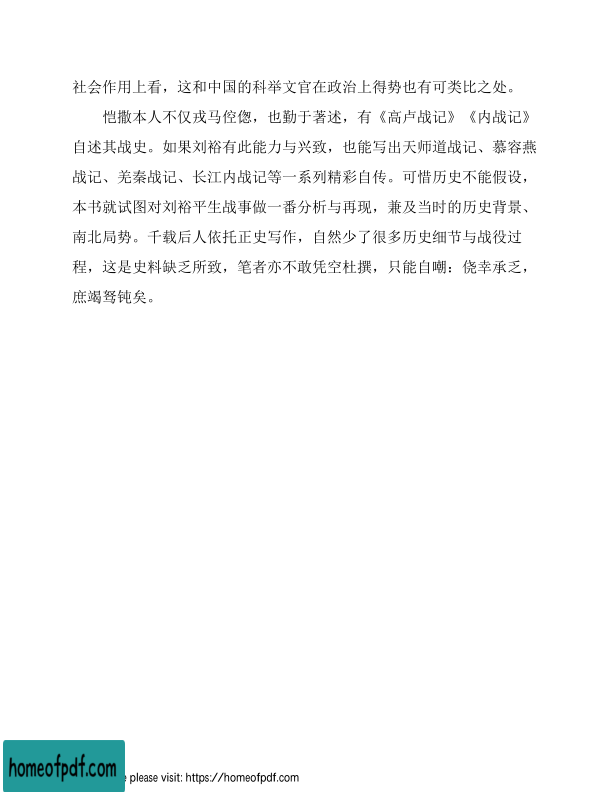 社会作用上看，这和中国的科举文官在政治上得势也有可类比之处。
恺撒本人不仅戎马倥偬，也勤于著述，有《高卢战记》《内战记》
自述其战史。如果刘裕有此能力与兴致，也能写出天师道战记、慕容燕
战记、羌秦战记、长江内战记等一系列精彩自传。可惜历史不能假设，
本书就试图对刘裕平生战事做一番分析与再现，兼及当时的历史背景、
南北局势。千载后人依托正史写作，自然少了很多历史细节与战役过
程，这是史料缺乏所致，笔者亦不敢凭空杜撰，只能自嘲：侥幸承乏，
庶竭驽钝矣。
homeofpdf.com
e please visit: https://homeofpdf.com